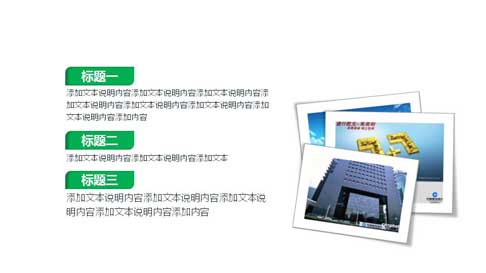 标题一
添加文本说明内容添加文本说明内容添加文本说明内容添
加文本说明内容添加文本说明内容添加文本说明内容添加
文本说明内容添加内容
标题二
添加文本说明内容添加文本说明内容添加文本
标题三
添加文本说明内容添加文本说明内容添加文本说
明内容添加文本说明内容添加内容